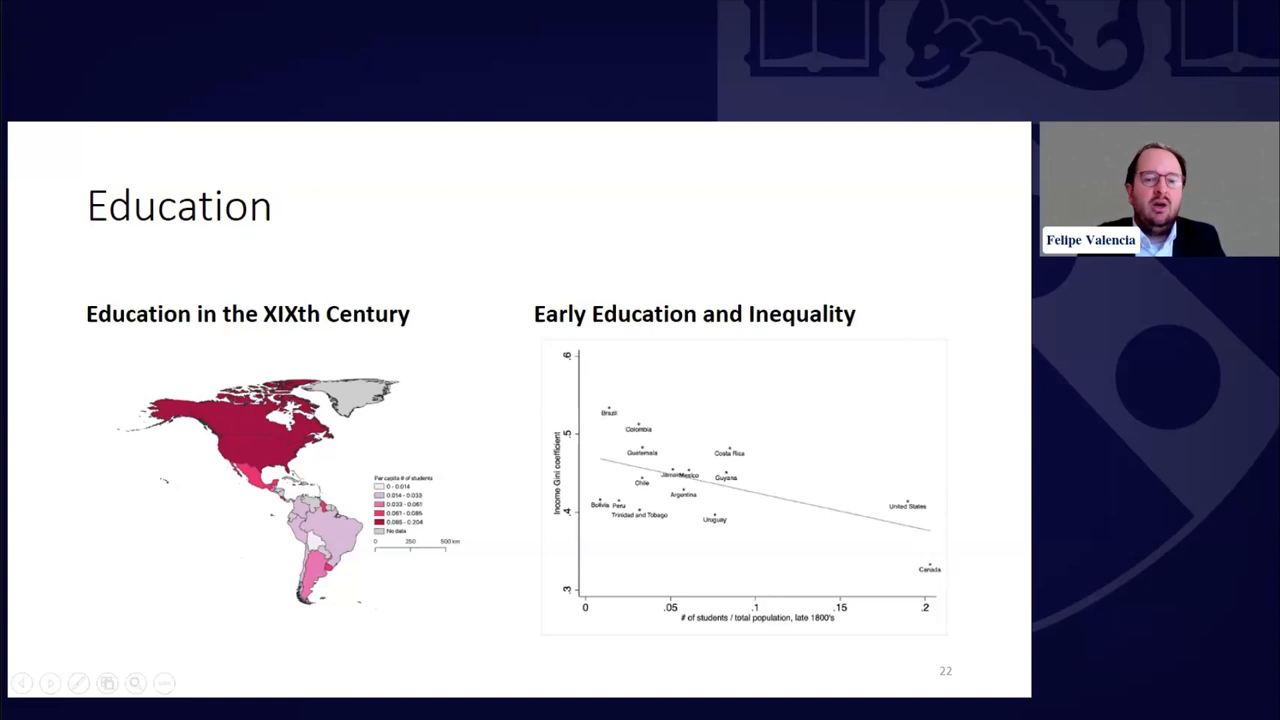 Education
Felipe Valencia
Education in the XIXth Century
Early Education and Inequality
Per capita # of students
0 - 0.014
0.014 - 0.033
0.033 - 0.061
0.061 - 0.085
0.085 - 0.204
No data
0 250 500 km
.6
.5
.4
.3
Income Gini coefficient
Brazil
Colombia
Guatemala
Costa Rica
Jamaica
Mexico
Guyana
Chile
Argentina
Bolivia
Peru
Trinidad and Tobago
Uruguay
United States
Canada
0 .05 .1 .15 .2
# of students / total population, late 1800's
22